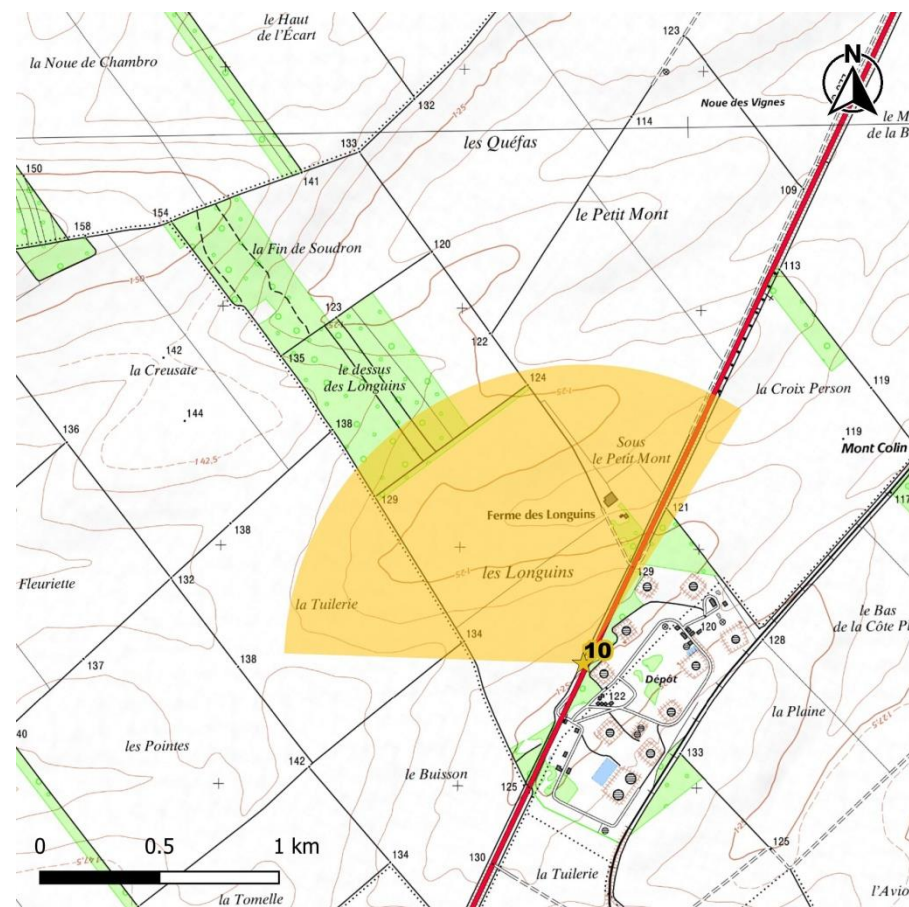 le Haut
de l'Écart
123
N
la Noue de Chambro
132
Noue des Vignes
114
le M
de la B
133
les Quéfas
150
141
109
154
158
le Petit Mont
la Fin de Soudron
120
113
123
122
142
la Creusate
135
le dessus
des Longuins
124
la Croix Person
119
144
138
136
142,5
Sous
le Petit Mont
119
Mont Colin
129
117
138
Ferme des Longuins
121
les Longuins
Fleuriette
132
129
la Tuilerie
le Bas
de la Côte Pl
134
120
128
10
137
138
Dépôt
122
la Plaine
40
les Pointes
133
142
le Buisson
125
0 0.5 1 km
134
130
125
la Tuilerie
la Tomelle
l'Avio